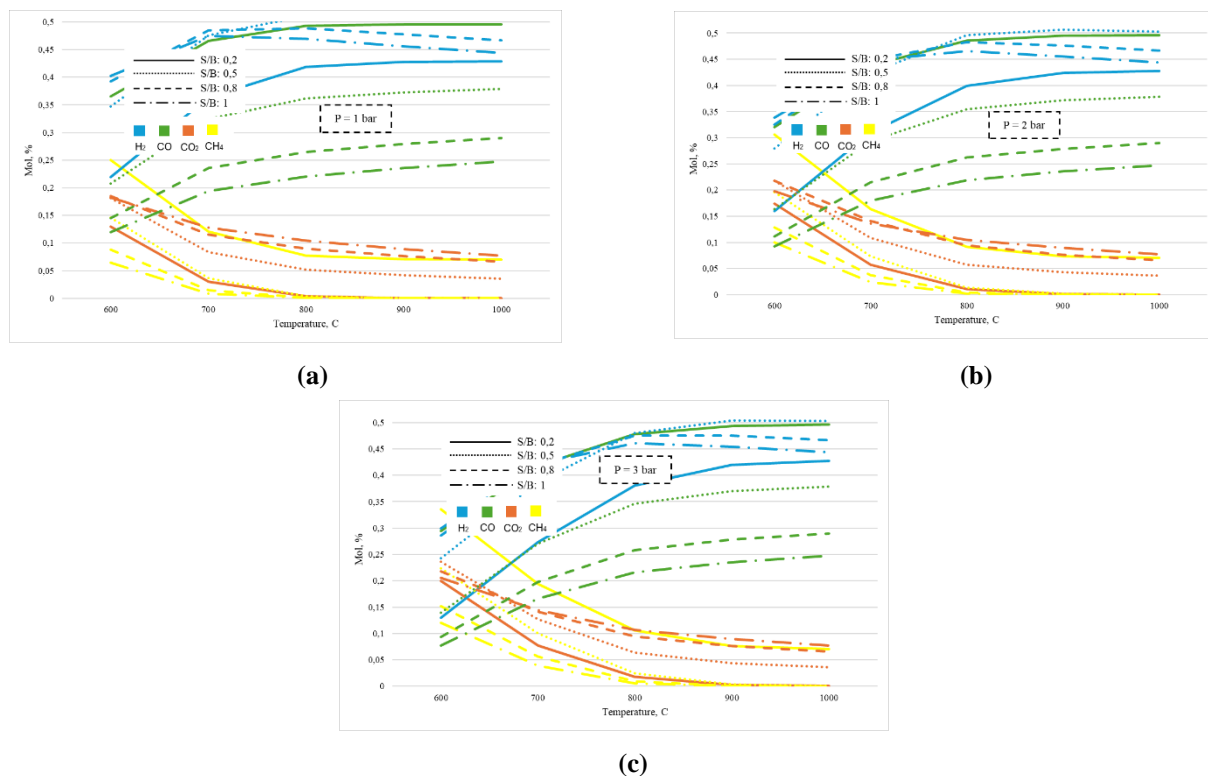 0,5
0,45
0,4
0,35
0,3
0,25
0,2
0,15
0,1
0,05
0
Mol, %
S/B: 0,2
S/B: 0,5
S/B: 0,8
S/B: 1
P = 1 bar
H₂ CO CO₂ CH₄
600 700 800 900 1000
Temperature, C
(a)
0,5
0,45
0,4
0,35
0,3
0,25
0,2
0,15
0,1
0,05
0
Mol, %
S/B: 0,2
S/B: 0,5
S/B: 0,8
S/B: 1
P = 2 bar
H₂ CO CO₂ CH₄
600 700 800 900 1000
Temperature, C
(b)
0,5
0,45
0,4
0,35
0,3
0,25
0,2
0,15
0,1
0,05
0
Mol, %
S/B: 0,2
S/B: 0,5
S/B: 0,8
S/B: 1
P = 3 bar
H₂ CO CO₂ CH₄
600 700 800 900 1000
Temperature, C
(c)